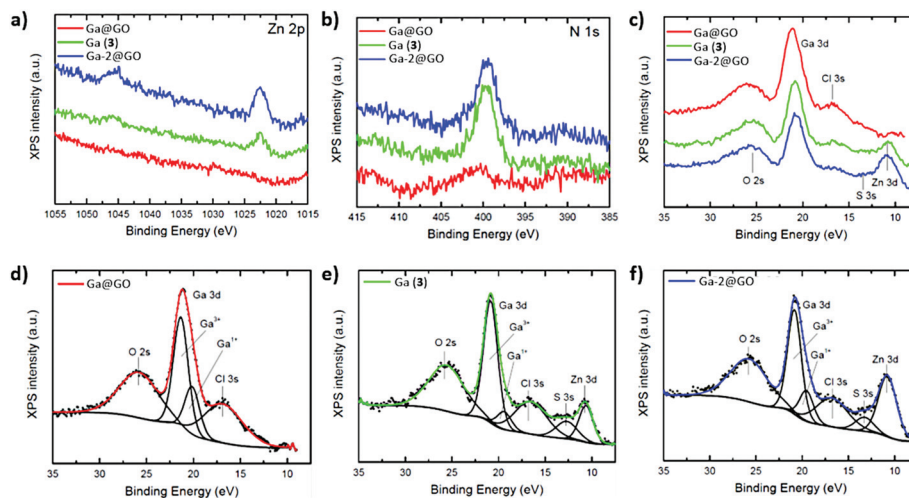 a)
Zn 2p
Ga@GO
Ga (3)
Ga-2@GO
XPS intensity (a.u.)
1055 1050 1045 1040 1035 1030 1025 1020 1015
Binding Energy (eV)
b)
N 1s
Ga@GO
Ga (3)
Ga-2@GO
XPS intensity (a.u.)
415 410 405 400 395 390 385
Binding Energy (eV)
c)
Ga@GO
Ga (3)
Ga-2@GO
Ga 3d
Cl 3s
O 2s
Zn 3d
S 3s
XPS intensity (a.u.)
35 30 25 20 15 10
Binding Energy (eV)
d)
Ga@GO
Ga 3d
Ga3+
Ga1+
O 2s
Cl 3s
XPS intensity (a.u.)
35 30 25 20 15 10
Binding Energy (eV)
e)
Ga (3)
Ga 3d
Ga3+
Ga1+
O 2s
Cl 3s
Zn 3d
S 3s
XPS intensity (a.u.)
35 30 25 20 15 10
Binding Energy (eV)
f)
Ga-2@GO
Ga 3d
Ga3+
Ga1+
O 2s
Zn 3d
Cl 3s
S 3s
XPS intensity (a.u.)
35 30 25 20 15 10
Binding Energy (eV)